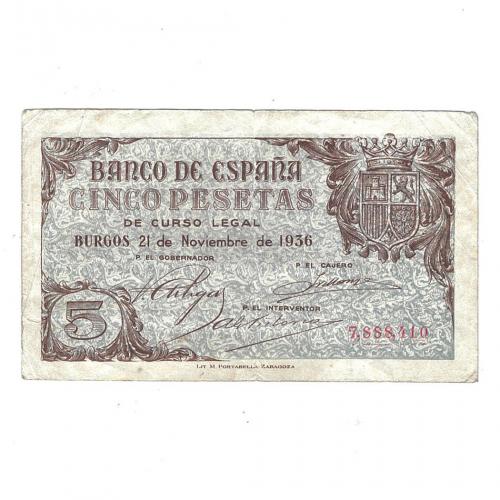 BANCO DE ESPAÑA
CINCO PESETAS
DE CURSO LEGAL
BURGOS 21 de Noviembre de 1936
P. EL GOBERNADOR
P. EL CAJERO
P. EL INTERVENTOR
5
7,888,410
LIT M. PORTABELLA ZARAGOZA